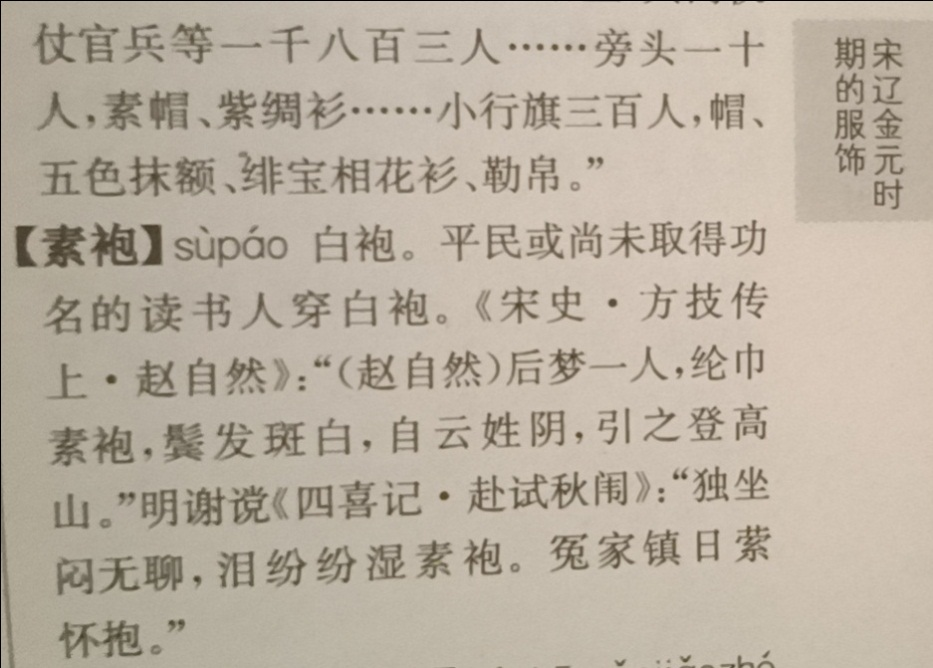 仗官兵等一千八百三人……旁头一十
人，素帽、紫绸衫……小行旗三百人，帽、
五色抹额、绯宝相花衫、勒帛。”
【素袍】sùpáo 白袍。平民或尚未取得功
名的读书人穿白袍。《宋史·方技传
上·赵自然》：“（赵自然）后梦一人，纶巾
素袍，鬓发斑白，自云姓阴，引之登高
山。”明谢谠《四喜记·赴试秋闱》：“独坐
闷无聊，泪纷纷湿素袍。冤家镇日萦
怀抱。”
宋辽金元时
期的服饰